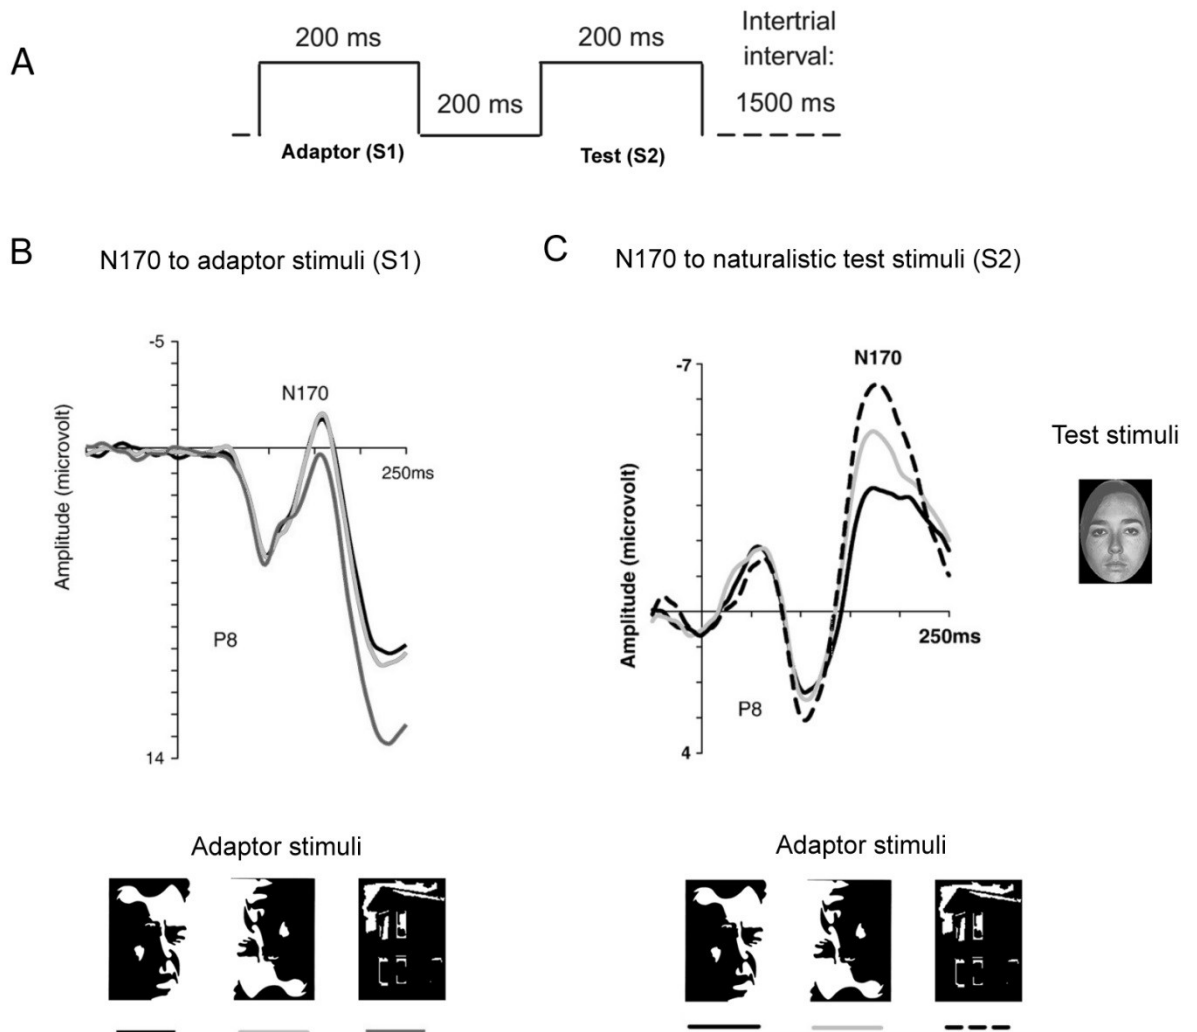 A
200 ms
200 ms
200 ms
Intertrial
interval:
1500 ms
Adaptor (S1)
Test (S2)
B
N170 to adaptor stimuli (S1)
-5
N170
250ms
Amplitude (microvolt)
P8
14
Adaptor stimuli
C
N170 to naturalistic test stimuli (S2)
-7
N170
Amplitude (microvolt)
250ms
P8
4
Test stimuli
Adaptor stimuli